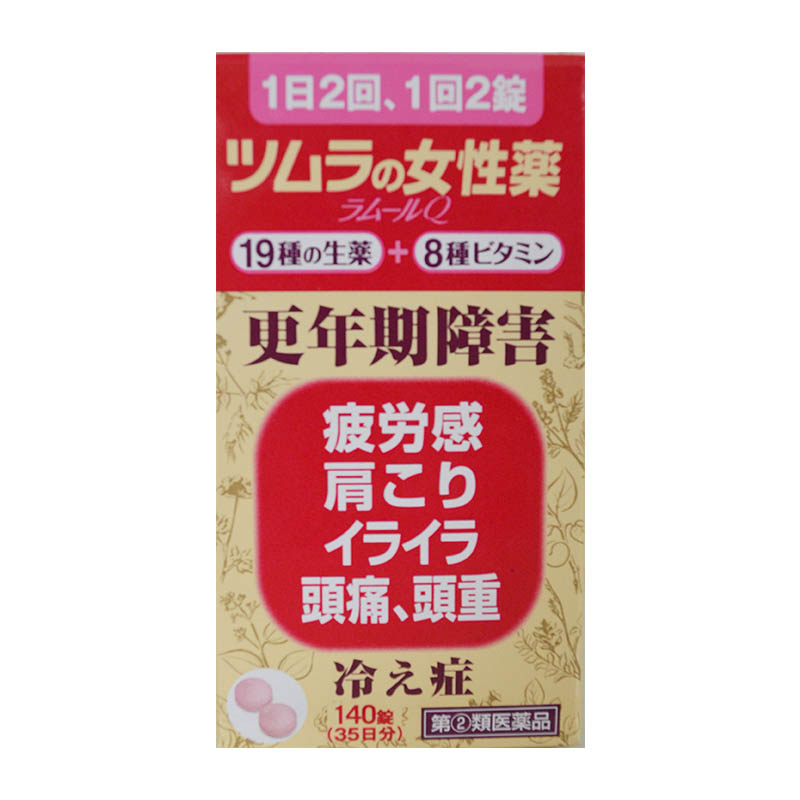 1日2回、1回2錠
ツムラの女性薬
ラムールQ
19種の生薬+8種ビタミン
更年期障害
疲労感
肩こり
イライラ
頭痛、頭重
冷え症
140錠
(35日分)
第②類医薬品